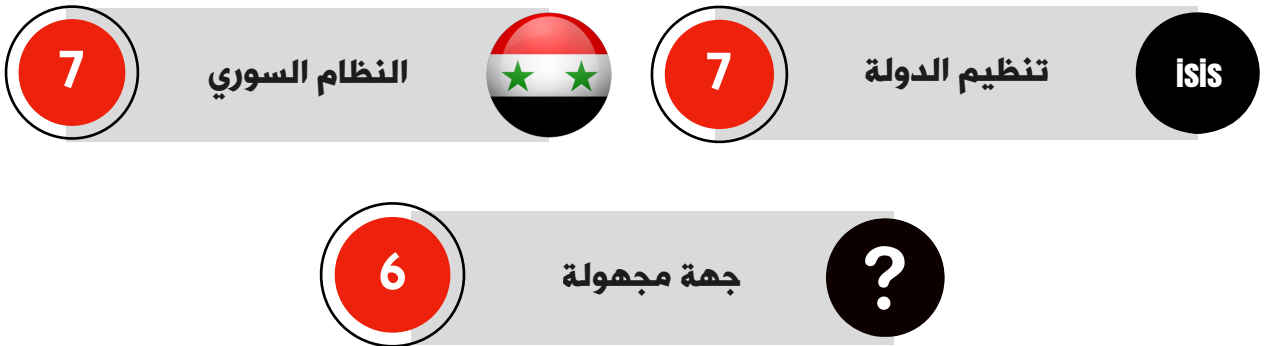 isis
تنظيم الدولة
7
النظام السوري
7
?
جهة مجهولة
6